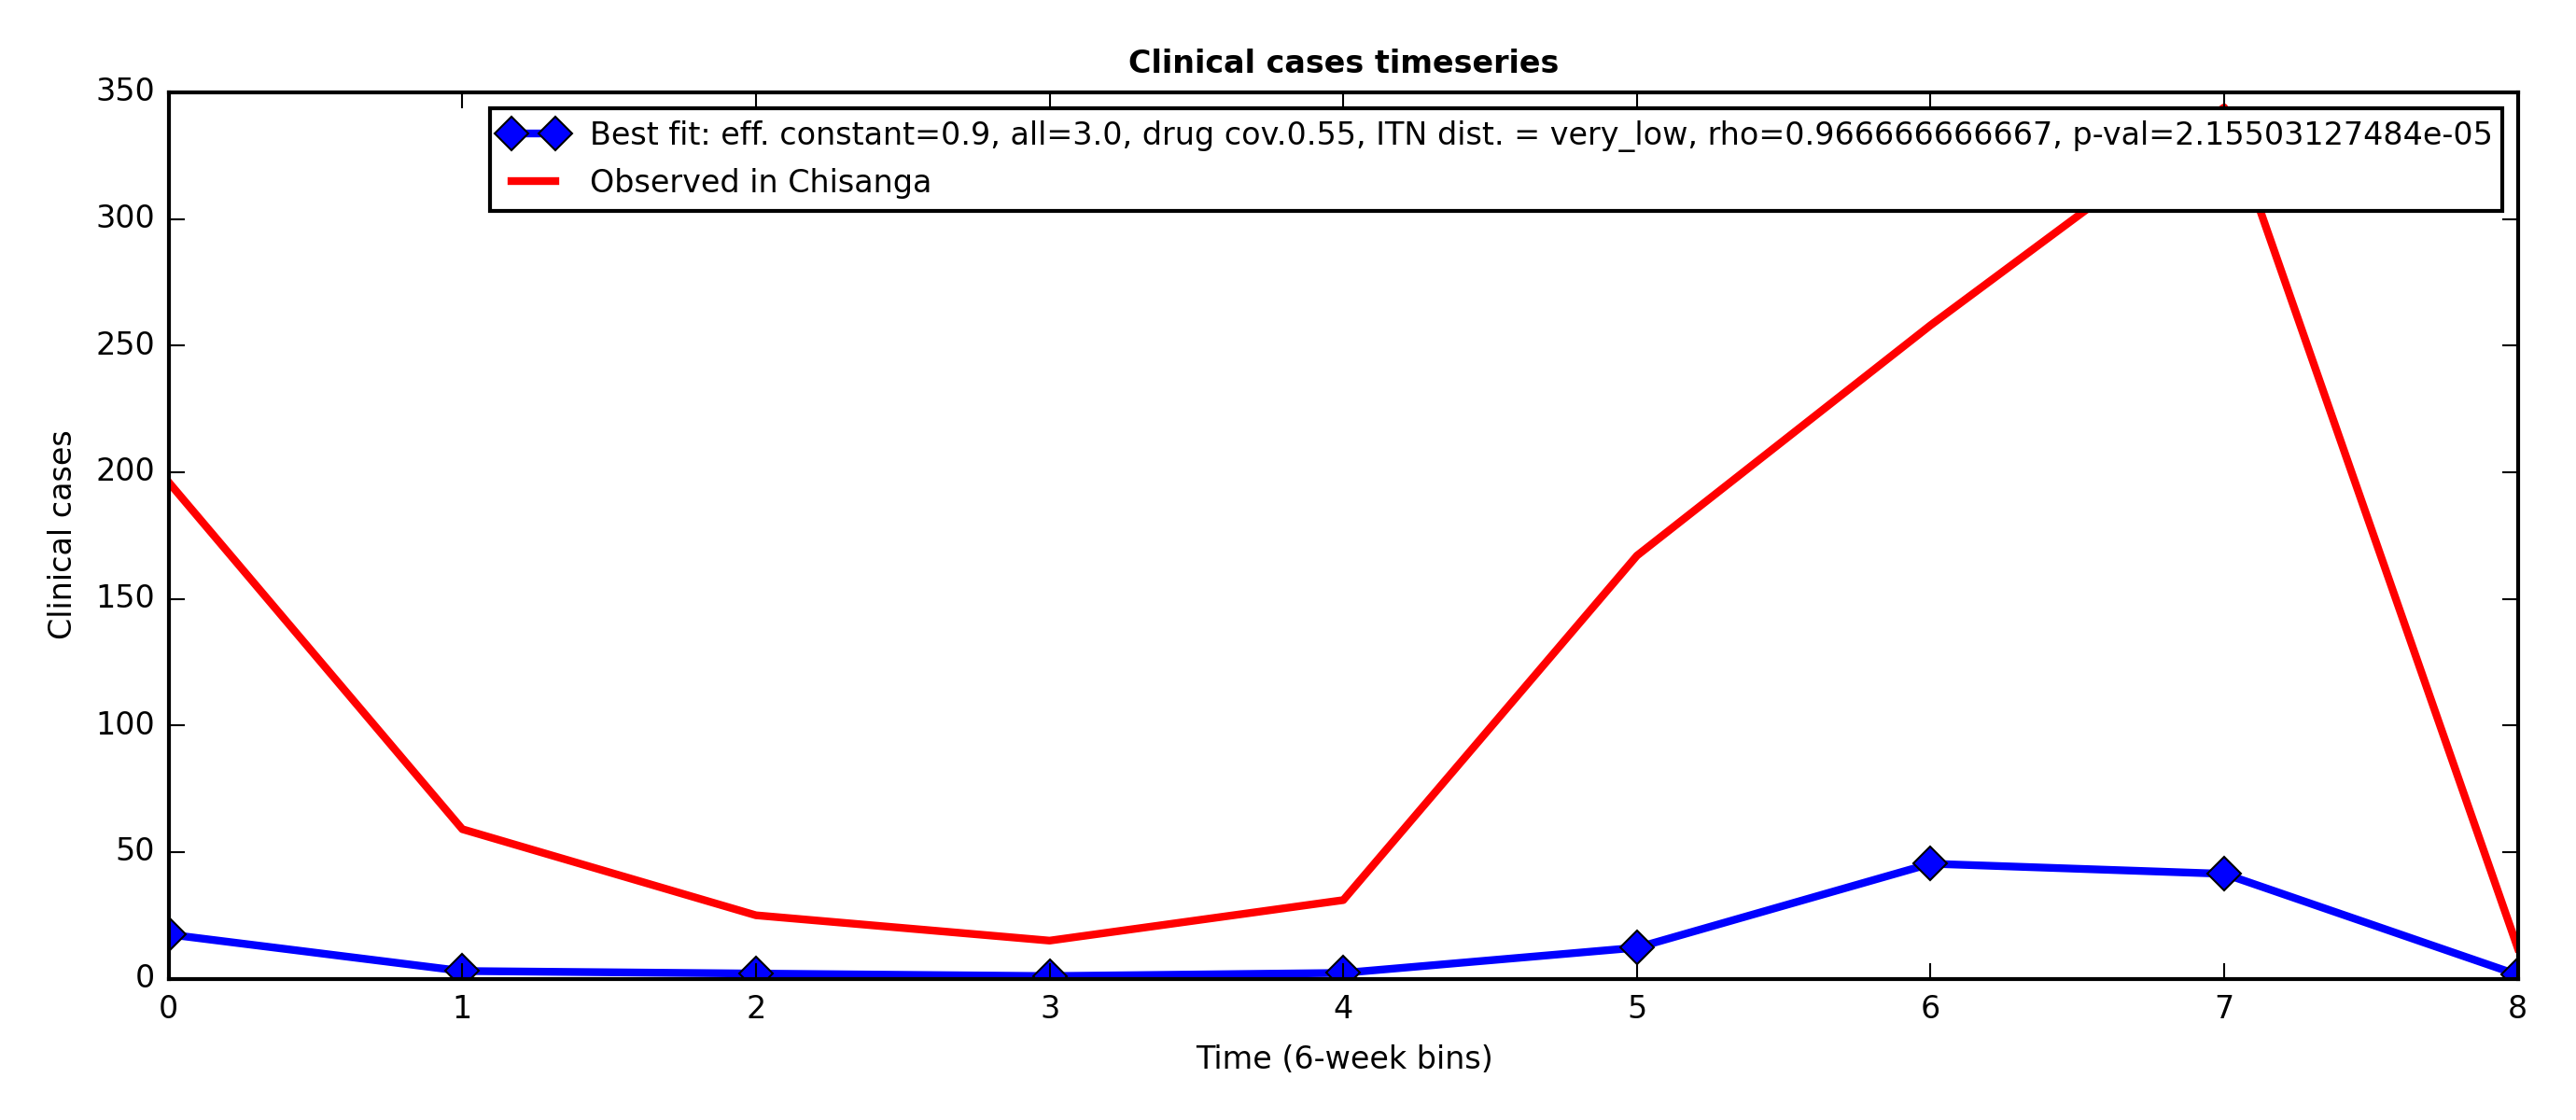 Clinical cases timeseries
350
300
250
200
150
100
50
0
Clinical cases
Best fit: eff. constant=0.9, all=3.0, drug cov.0.55, ITN dist. = very_low, rho=0.966666666667, p-val=2.15503127484e-05
Observed in Chisanga
0 1 2 3 4 5 6 7 8
Time (6-week bins)